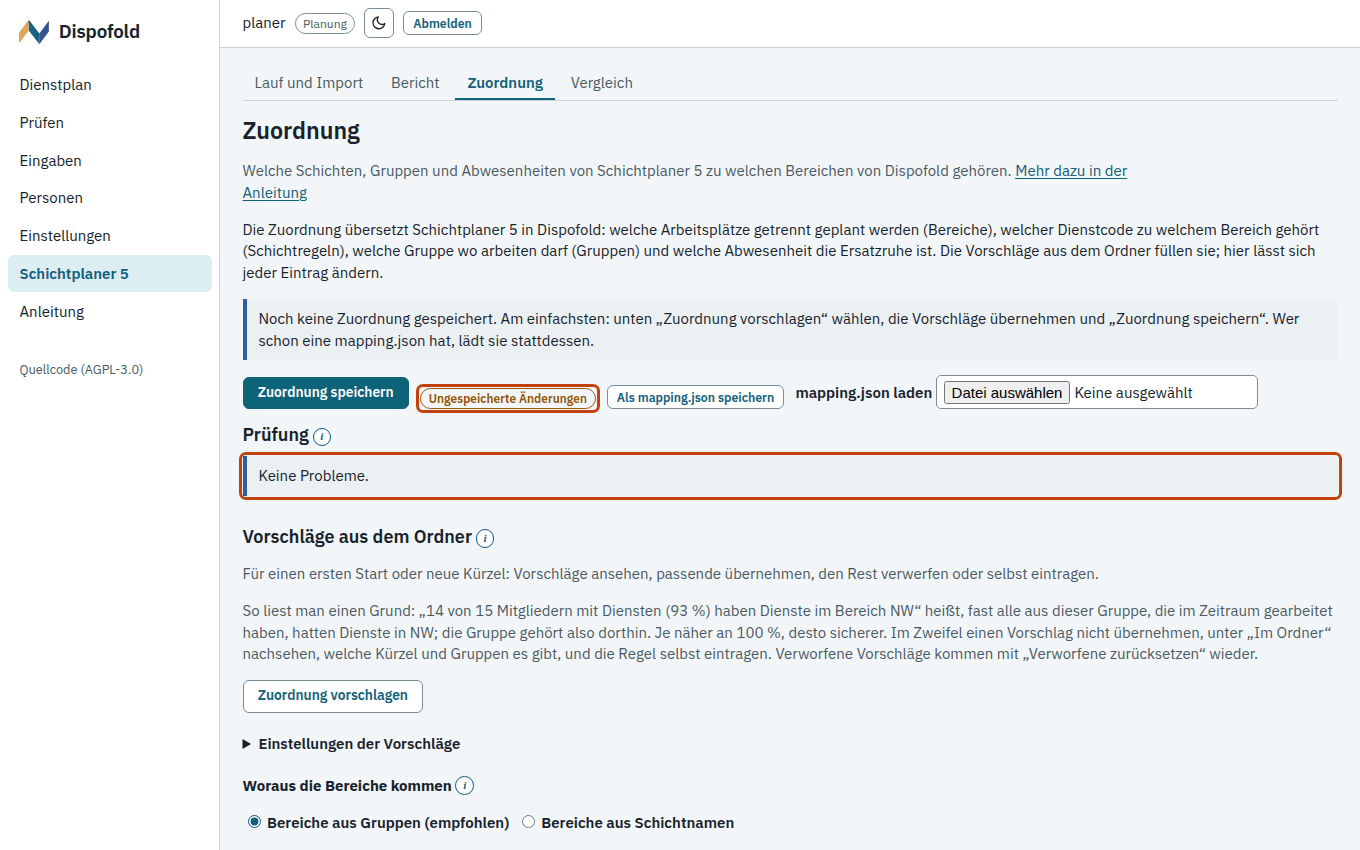 Dispofold
planer
Planung
Abmelden
Dienstplan
Prüfen
Eingaben
Personen
Einstellungen
Schichtplaner 5
Anleitung
Quellcode (AGPL-3.0)
Lauf und Import
Bericht
Zuordnung
Vergleich
Zuordnung
Welche Schichten, Gruppen und Abwesenheiten von Schichtplaner 5 zu welchen Bereichen von Dispofold gehören. Mehr dazu in der
Anleitung
Die Zuordnung übersetzt Schichtplaner 5 in Dispofold: welche Arbeitsplätze getrennt geplant werden (Bereiche), welcher Dienstcode zu welchem Bereich gehört
(Schichtregeln), welche Gruppe wo arbeiten darf (Gruppen) und welche Abwesenheit die Ersatzruhe ist. Die Vorschläge aus dem Ordner füllen sie; hier lässt sich
jeder Eintrag ändern.
Noch keine Zuordnung gespeichert. Am einfachsten: unten „Zuordnung vorschlagen“ wählen, die Vorschläge übernehmen und „Zuordnung speichern“. Wer
schon eine mapping.json hat, lädt sie stattdessen.
Zuordnung speichern
Ungespeicherte Änderungen
Als mapping.json speichern
mapping.json laden
Datei auswählen
Keine ausgewählt
Prüfung i
Keine Probleme.
Vorschläge aus dem Ordner i
Für einen ersten Start oder neue Kürzel: Vorschläge ansehen, passende übernehmen, den Rest verwerfen oder selbst eintragen.
So liest man einen Grund: „14 von 15 Mitgliedern mit Diensten (93 %) haben Dienste im Bereich NW“ heißt, fast alle aus dieser Gruppe, die im Zeitraum gearbeitet
haben, hatten Dienste in NW; die Gruppe gehört also dorthin. Je näher an 100 %, desto sicherer. Im Zweifel einen Vorschlag nicht übernehmen, unter „Im Ordner“
nachsehen, welche Kürzel und Gruppen es gibt, und die Regel selbst eintragen. Verworfene Vorschläge kommen mit „Verworfene zurücksetzen“ wieder.
Zuordnung vorschlagen
Einstellungen der Vorschläge
Woraus die Bereiche kommen i
Bereiche aus Gruppen (empfohlen)
Bereiche aus Schichtnamen